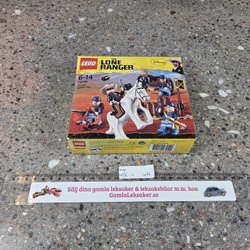 LEGO
THE
LONE
RANGER
Disney
6-14
Sälj dina gamla leksaker & leksaksbilar m.m. hos:
GamlaLeksaker.se